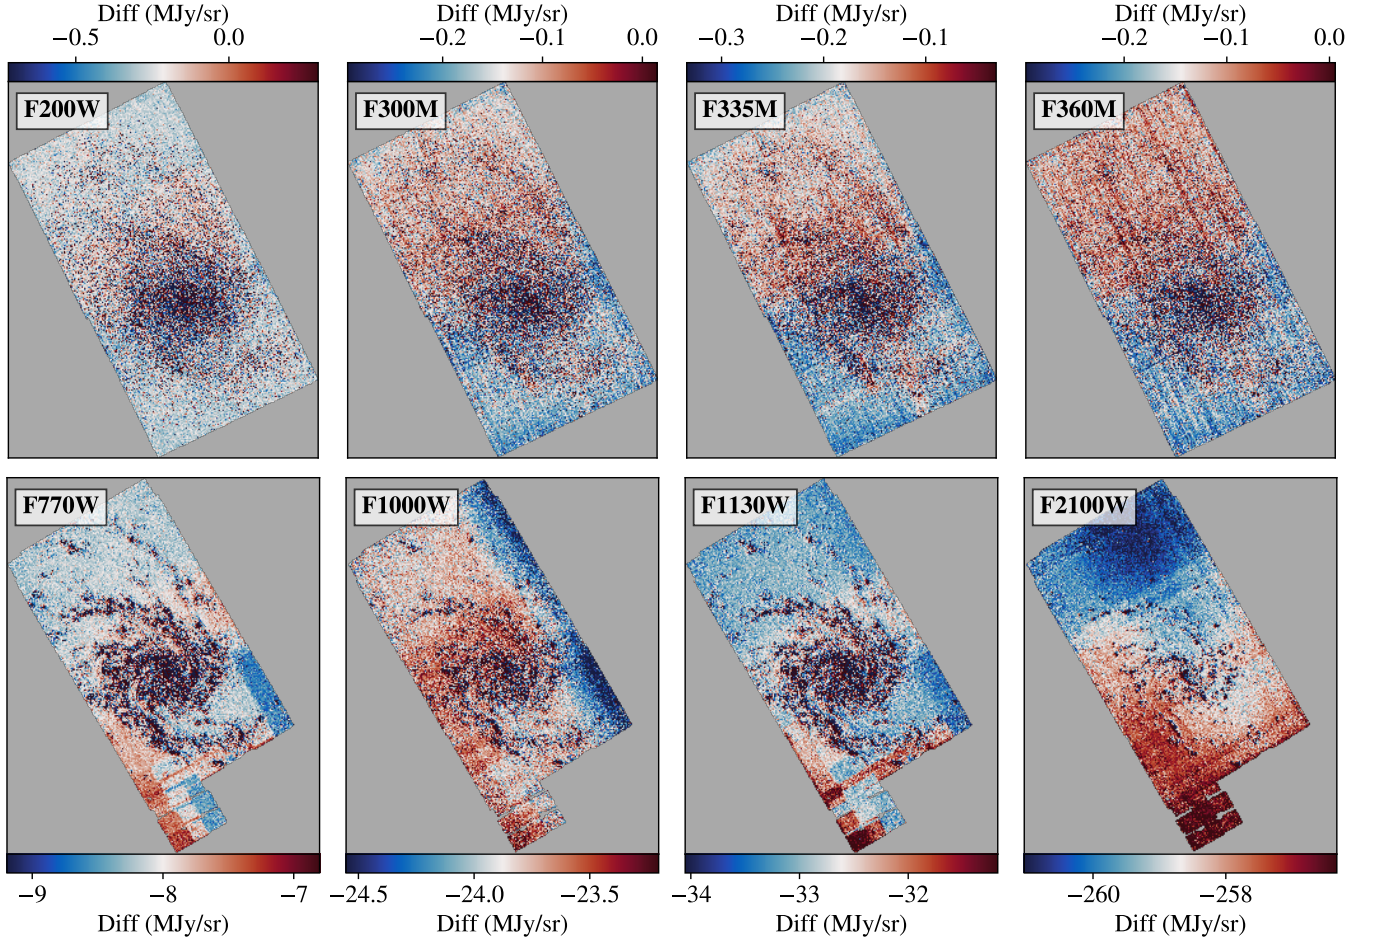 Diff (MJy/sr) Diff (MJy/sr) Diff (MJy/sr) Diff (MJy/sr)
−0.5 0.0 −0.2 −0.1 0.0 −0.3 −0.2 −0.1 −0.2 −0.1 0.0
F200W F300M F335M F360M
F770W F1000W F1130W F2100W
−9 −8 −7 −24.5 −24.0 −23.5 −34 −33 −32 −260 −258
Diff (MJy/sr) Diff (MJy/sr) Diff (MJy/sr) Diff (MJy/sr)